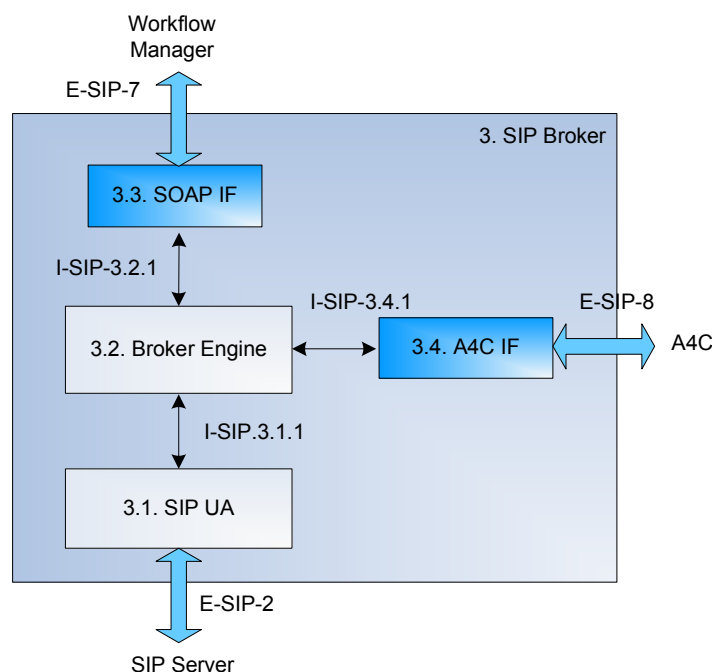 Workflow
Manager
E-SIP-7
3. SIP Broker
3.3. SOAP IF
I-SIP-3.2.1
I-SIP-3.4.1
E-SIP-8
3.2. Broker Engine
3.4. A4C IF
A4C
I-SIP.3.1.1
3.1. SIP UA
E-SIP-2
SIP Server